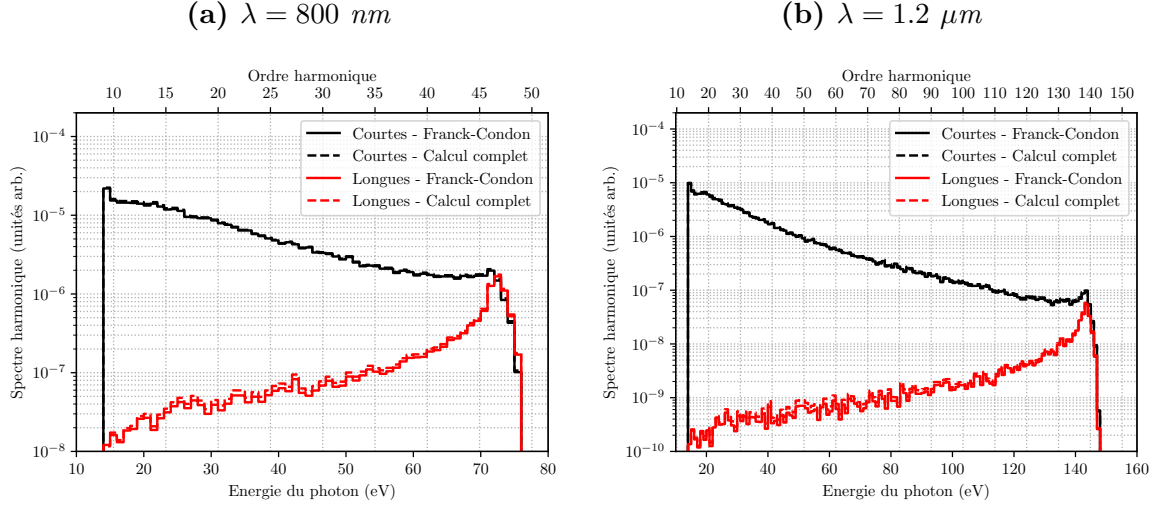 (a) λ = 800 nm
Ordre harmonique
10 15 20 25 30 35 40 45 50
Spectre harmonique (unités arb.)
10⁻⁴
10⁻⁵
10⁻⁶
10⁻⁷
10⁻⁸
Courtes - Franck-Condon
Courtes - Calcul complet
Longues - Franck-Condon
Longues - Calcul complet
10 20 30 40 50 60 70 80
Energie du photon (eV)
(b) λ = 1.2 μm
Ordre harmonique
10 20 30 40 50 60 70 80 90 100 110 120 130 140 150
Spectre harmonique (unités arb.)
10⁻⁴
10⁻⁵
10⁻⁶
10⁻⁷
10⁻⁸
10⁻⁹
10⁻¹⁰
Courtes - Franck-Condon
Courtes - Calcul complet
Longues - Franck-Condon
Longues - Calcul complet
20 40 60 80 100 120 140 160
Energie du photon (eV)